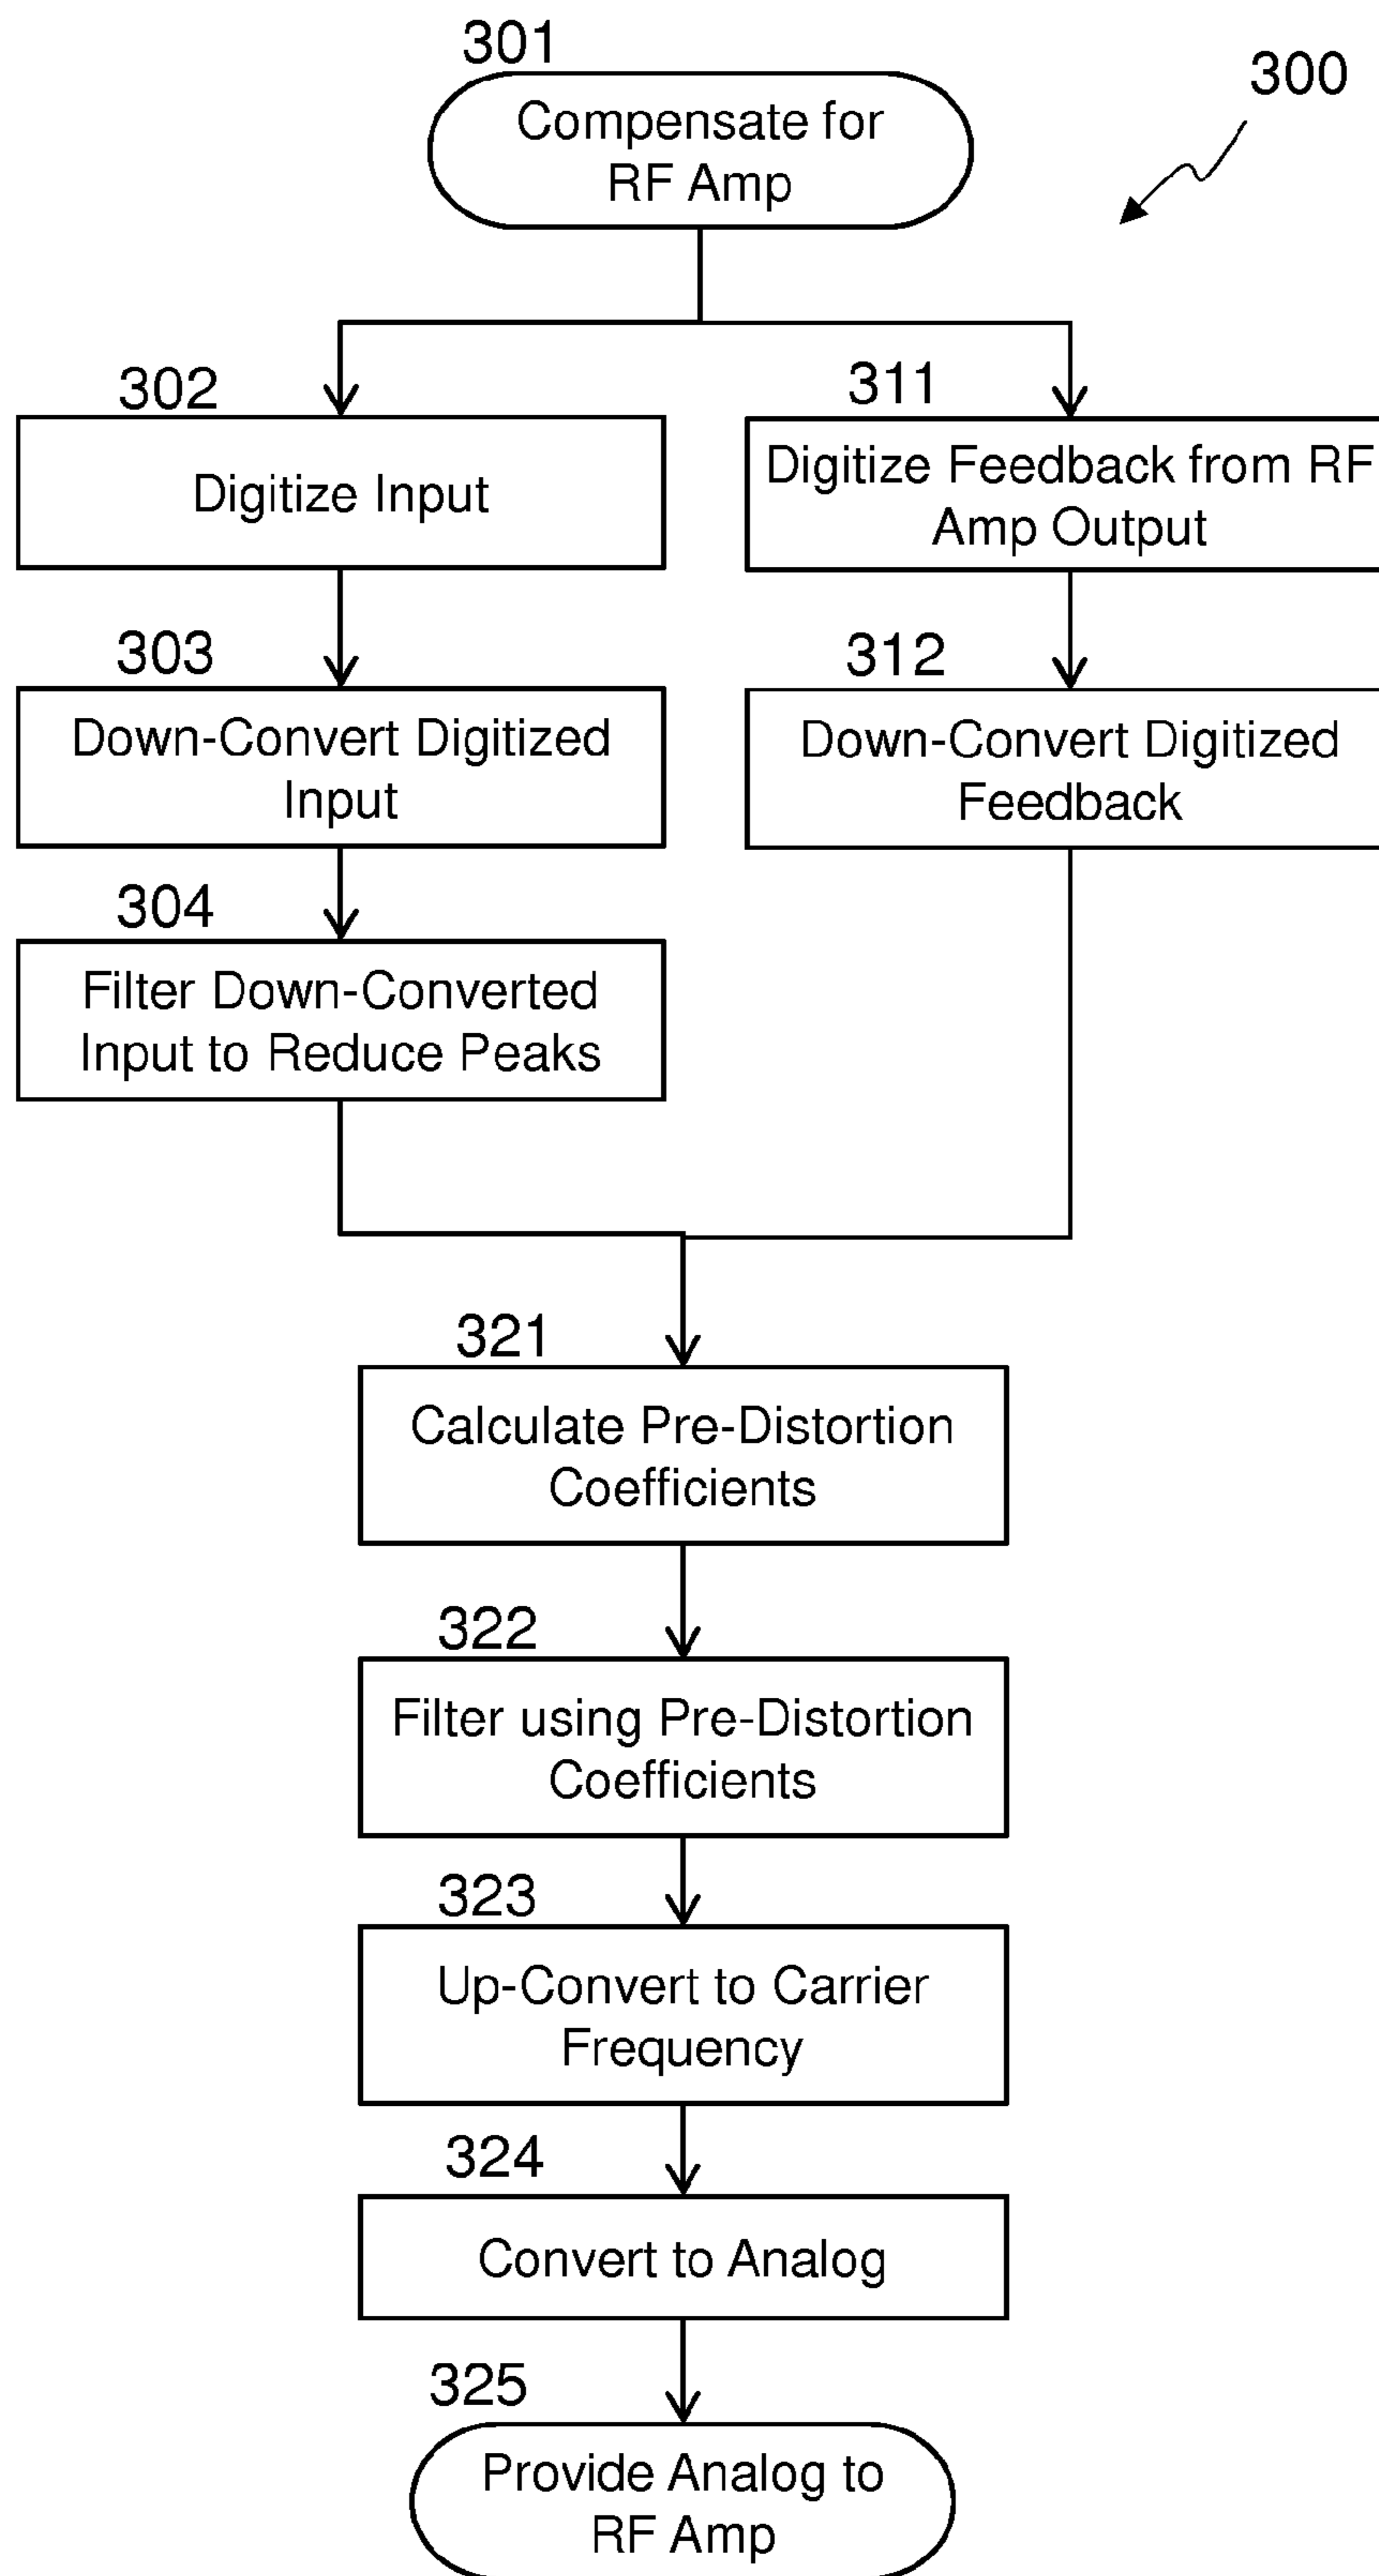 301
300
Compensate for
RF Amp
302
Digitize Input
311
Digitize Feedback from RF
Amp Output
303
Down-Convert Digitized
Input
312
Down-Convert Digitized
Feedback
304
Filter Down-Converted
Input to Reduce Peaks
321
Calculate Pre-Distortion
Coefficients
322
Filter using Pre-Distortion
Coefficients
323
Up-Convert to Carrier
Frequency
324
Convert to Analog
325
Provide Analog to
RF Amp